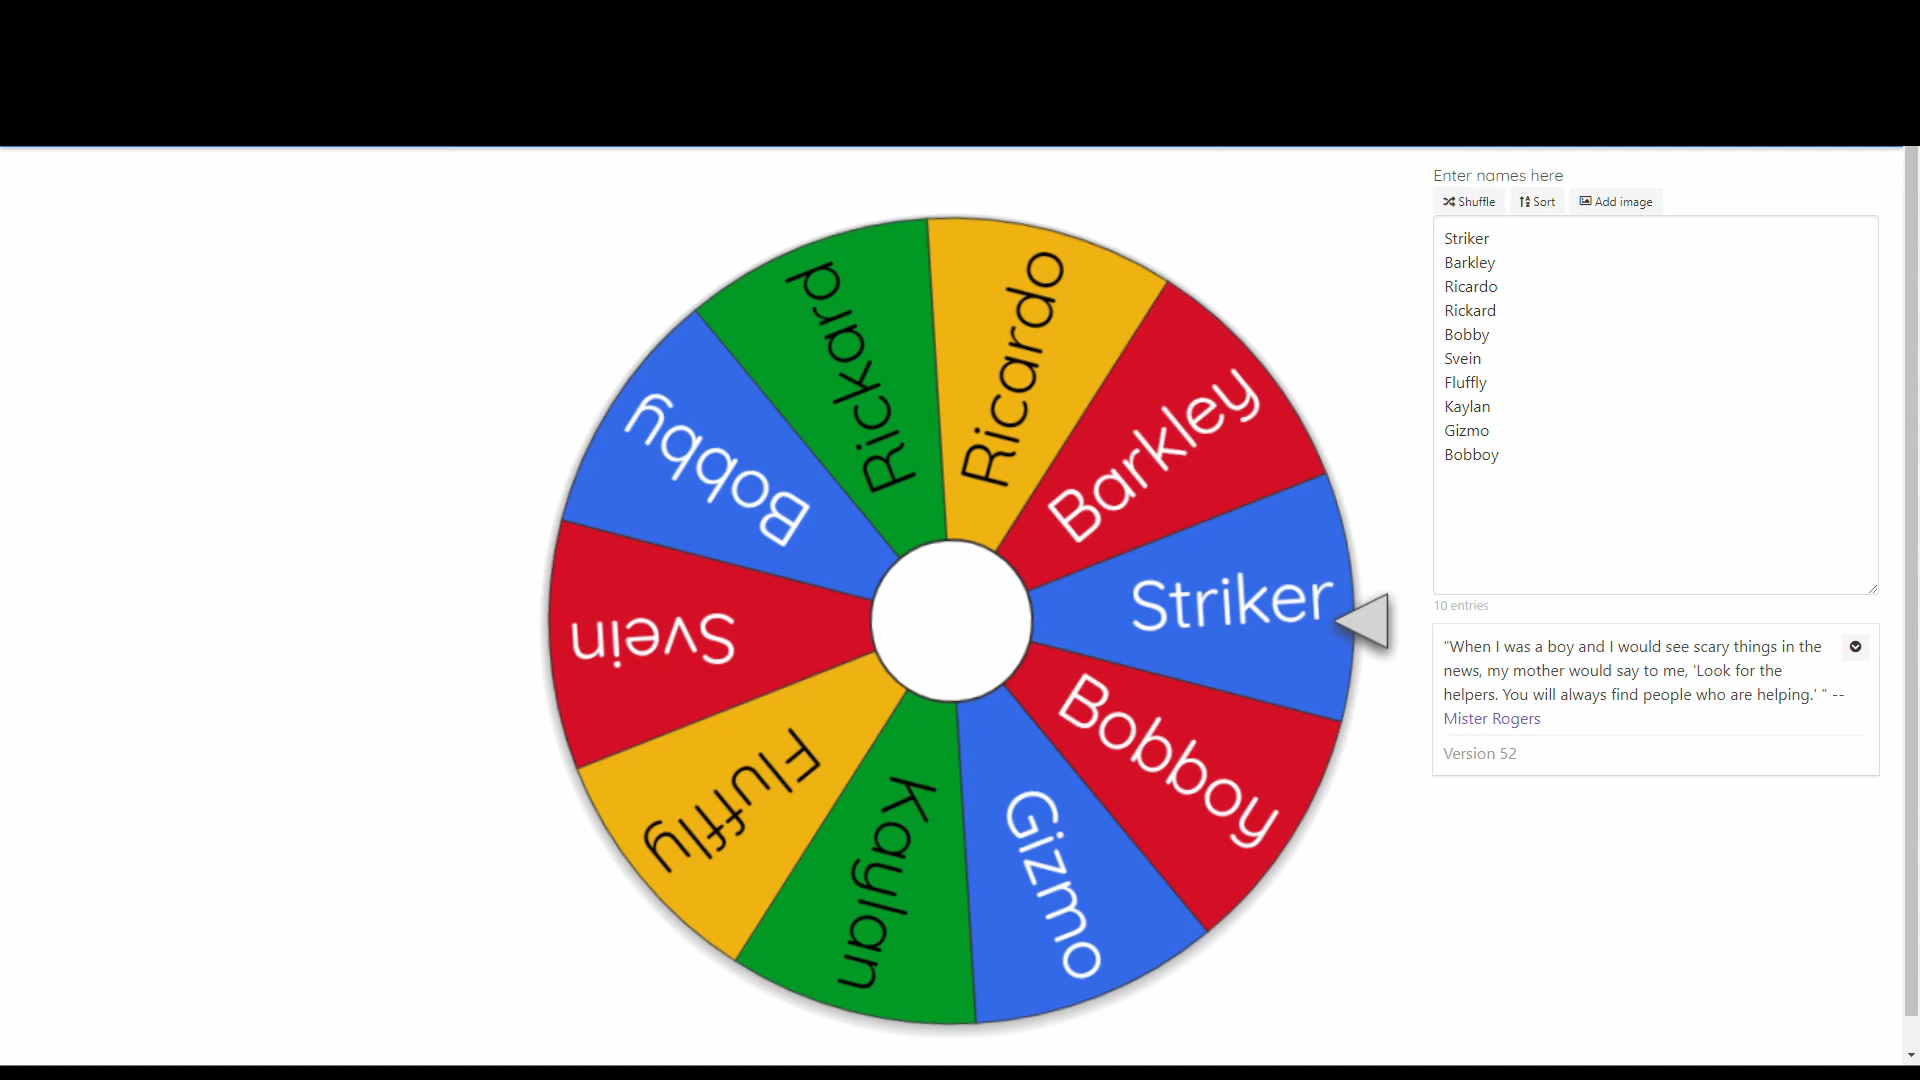 Enter names here
Shuffle Sort Add image
Striker
Barkley
Ricardo
Rickard
Bobby
Svein
Fluffly
Kaylan
Gizmo
Bobboy
10 entries
"When I was a boy and I would see scary things in the
news, my mother would say to me, 'Look for the
helpers. You will always find people who are helping.' " --
Mister Rogers
Version 52
Rickard
Ricardo
Barkley
Striker
Bobboy
Gizmo
Kaylan
Fluffly
Svein
Bobby